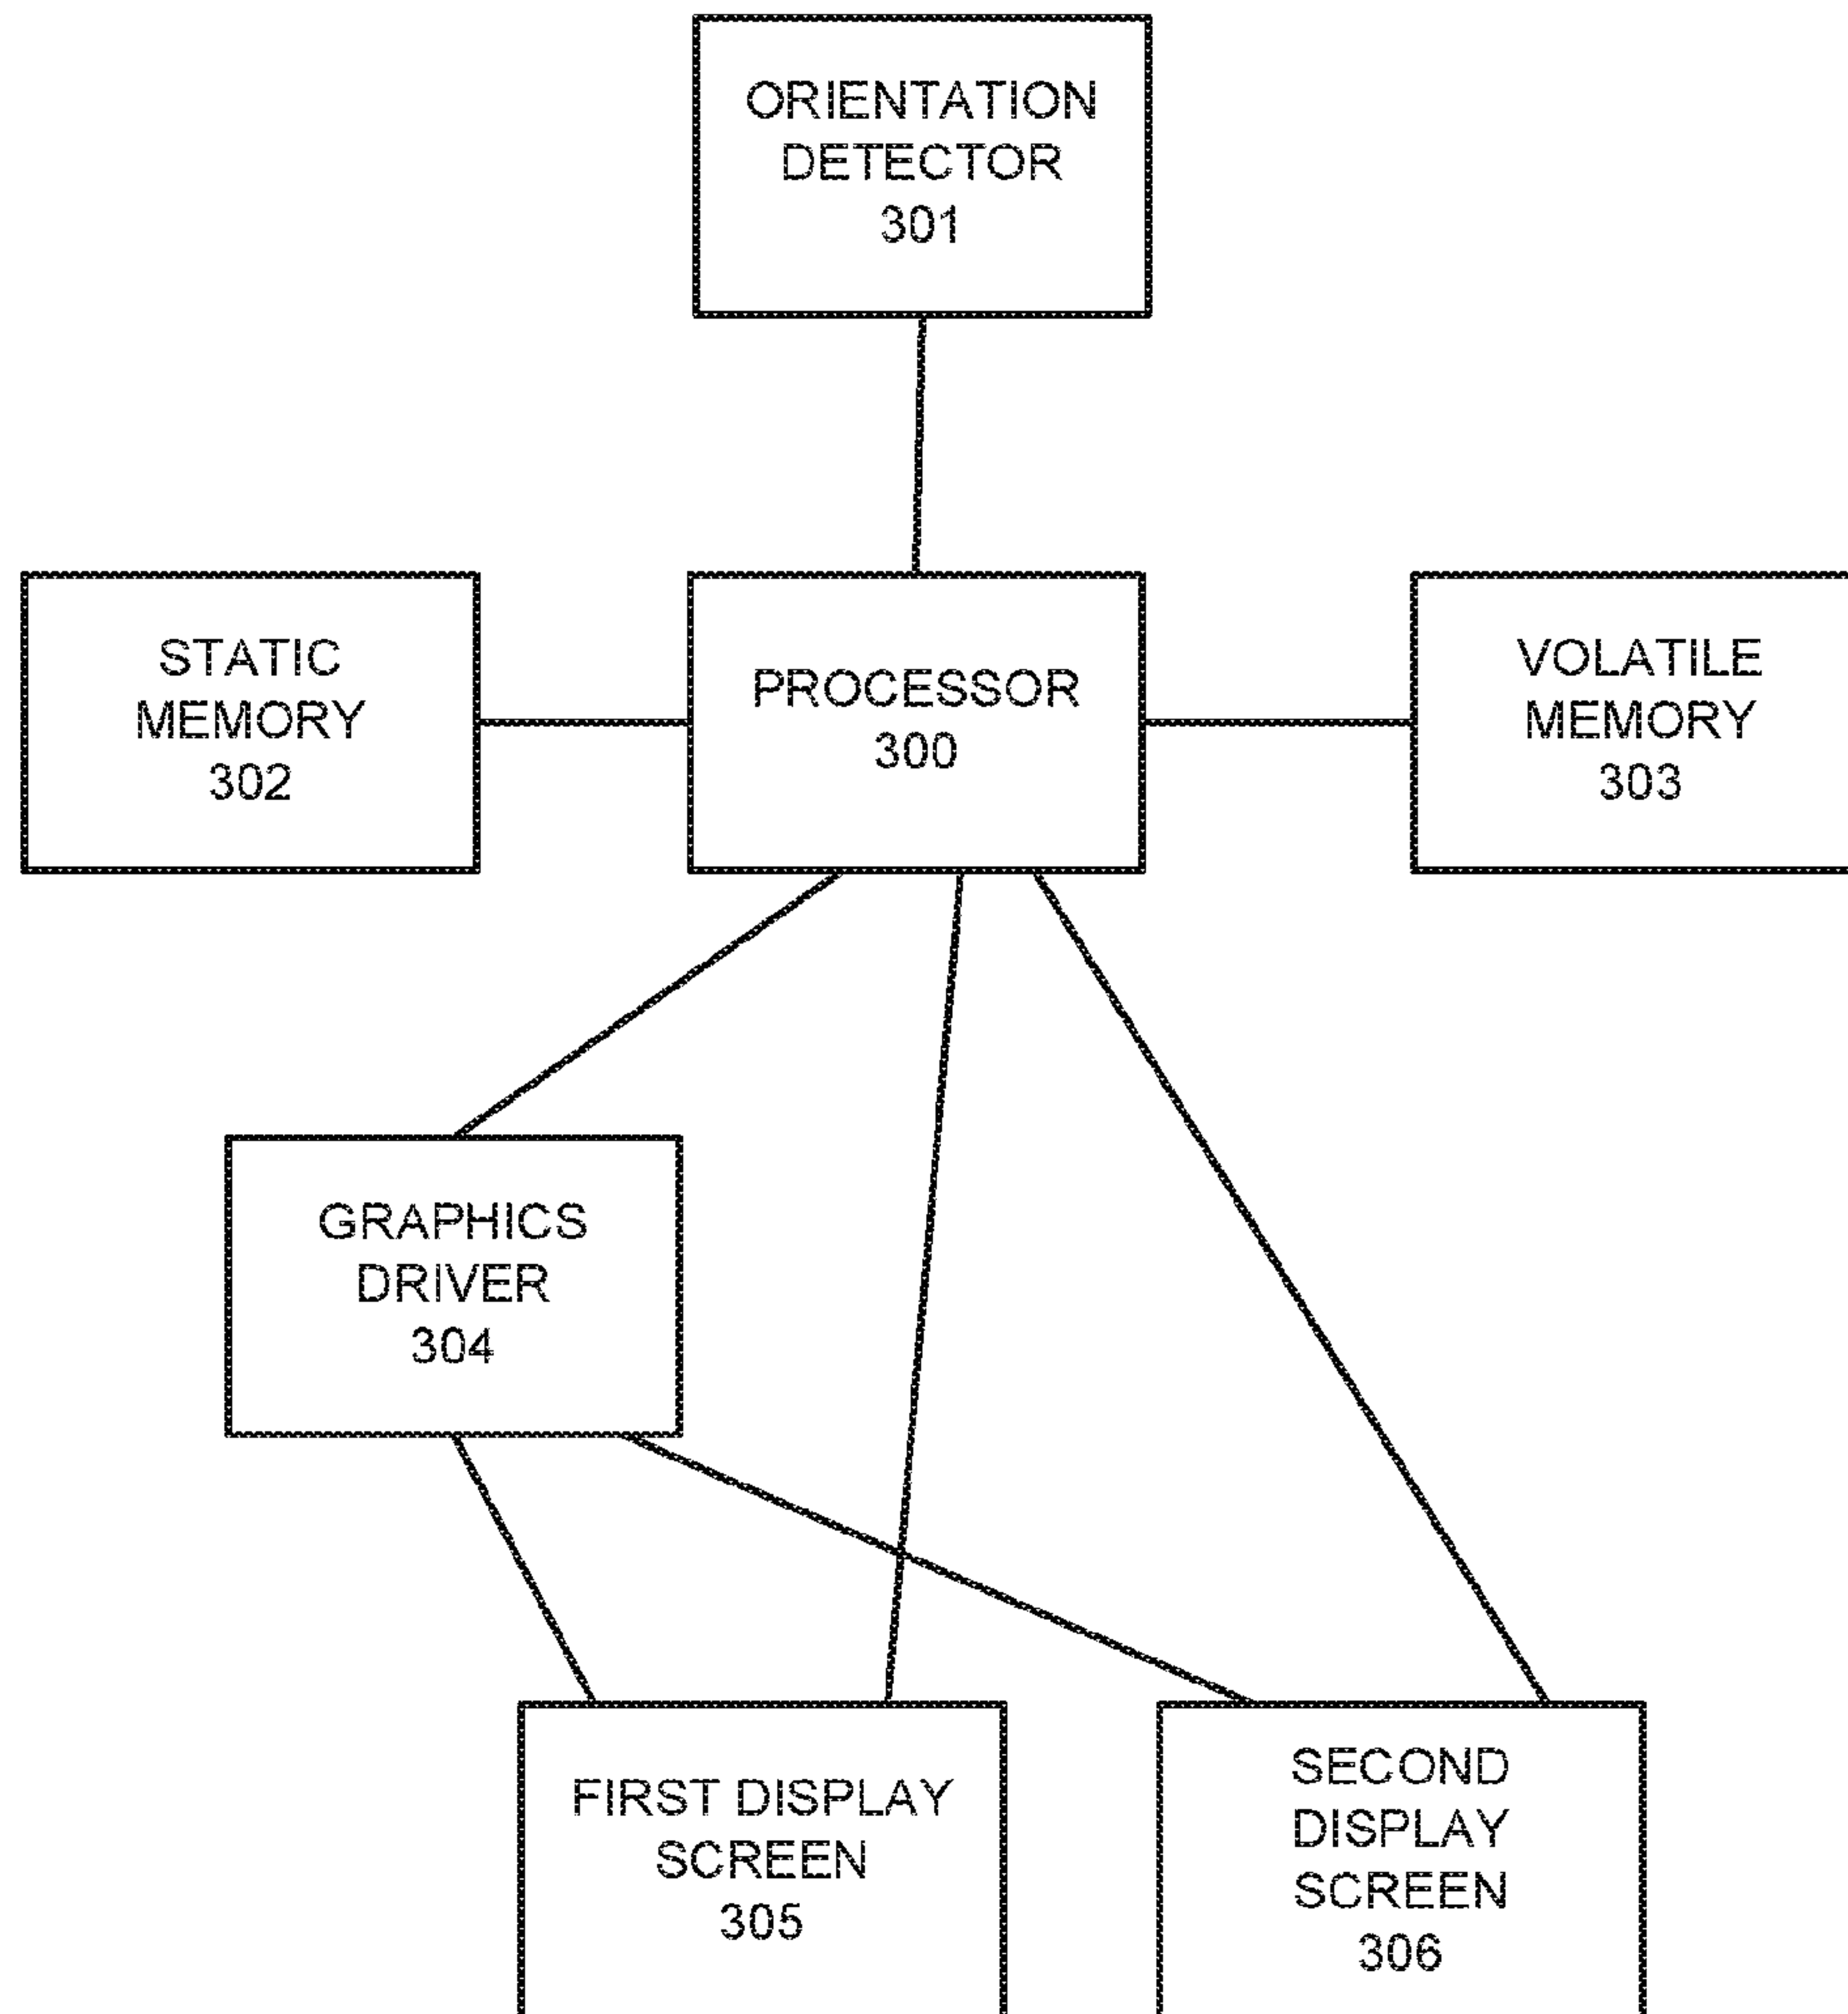 ORIENTATION
DETECTOR
301
STATIC
MEMORY
302
PROCESSOR
300
VOLATILE
MEMORY
303
GRAPHICS
DRIVER
304
FIRST DISPLAY
SCREEN
305
SECOND
DISPLAY
SCREEN
306